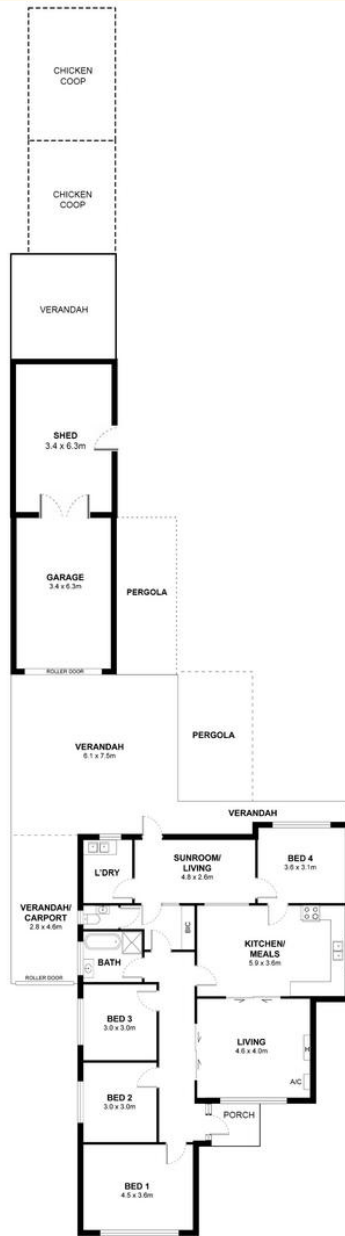 CHICKEN
COOP
CHICKEN
COOP
VERANDAH
SHED
3.4 x 6.3m
GARAGE
3.4 x 6.3m
PERGOLA
ROLLER DOOR
VERANDAH
6.1 x 7.5m
PERGOLA
VERANDAH
L'DRY
SUNROOM/
LIVING
4.8 x 2.6m
BED 4
3.6 x 3.1m
VERANDAH/
CARPORT
2.8 x 4.6m
BIC
KITCHEN/
MEALS
5.9 x 3.6m
BATH
ROLLER DOOR
BED 3
3.0 x 3.0m
LIVING
4.6 x 4.0m
H
A/C
BED 2
3.0 x 3.0m
PORCH
BED 1
4.5 x 3.6m